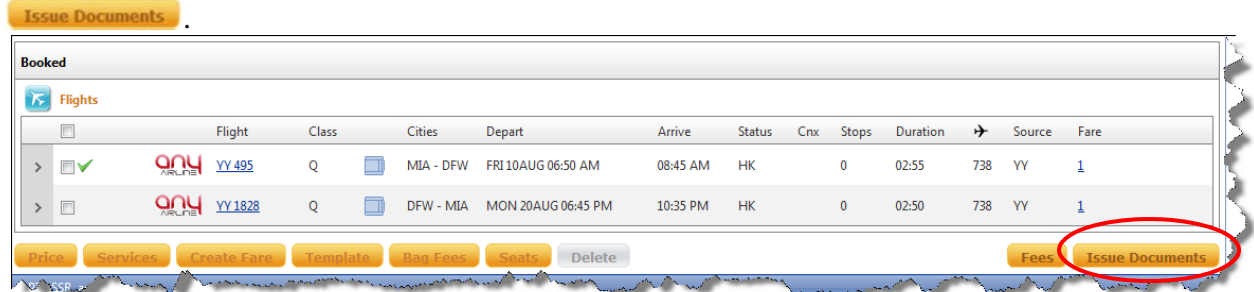 Issue Documents .
Booked
Flights
Flight Class Cities Depart Arrive Status Cnx Stops Duration Source Fare
any AIRLINE YY 495 Q MIA - DFW FRI 10AUG 06:50 AM 08:45 AM HK 0 02:55 738 YY 1
any AIRLINE YY 1828 Q DFW - MIA MON 20AUG 06:45 PM 10:35 PM HK 0 02:50 738 YY 1
Price Services Create Fare Template Bag Fees Seats Delete Fees Issue Documents